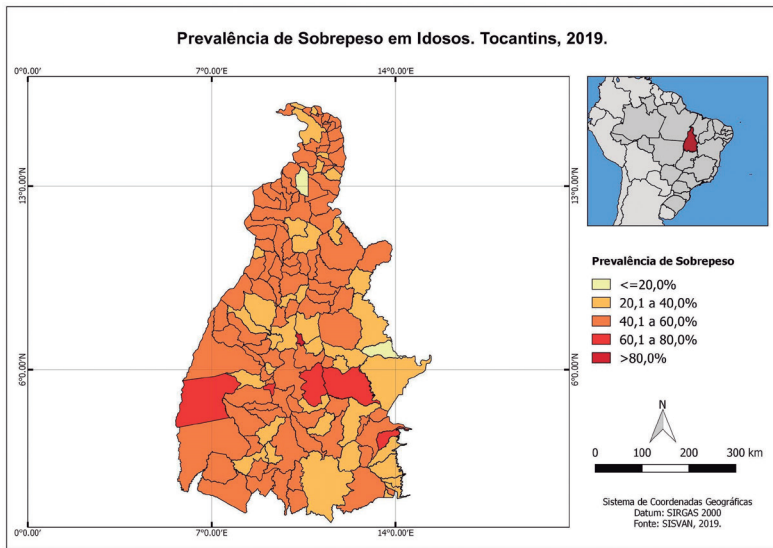 Prevalência de Sobrepeso em Idosos. Tocantins, 2019.
0°0.00′ 7°0.00′ 14°0.00′
13°0.00′ 13°0.00′
6°0.00′ 6°0.00′
0°0.00′ 7°0.00′ 14°0.00′
Prevalência de Sobrepeso
<=20,0%
20,1 a 40,0%
40,1 a 60,0%
60,1 a 80,0%
>80,0%
N
0 100 200 300 km
Sistema de Coordenadas Geográficas
Datum: SIRGAS 2000
Fonte: SISVAN, 2019.